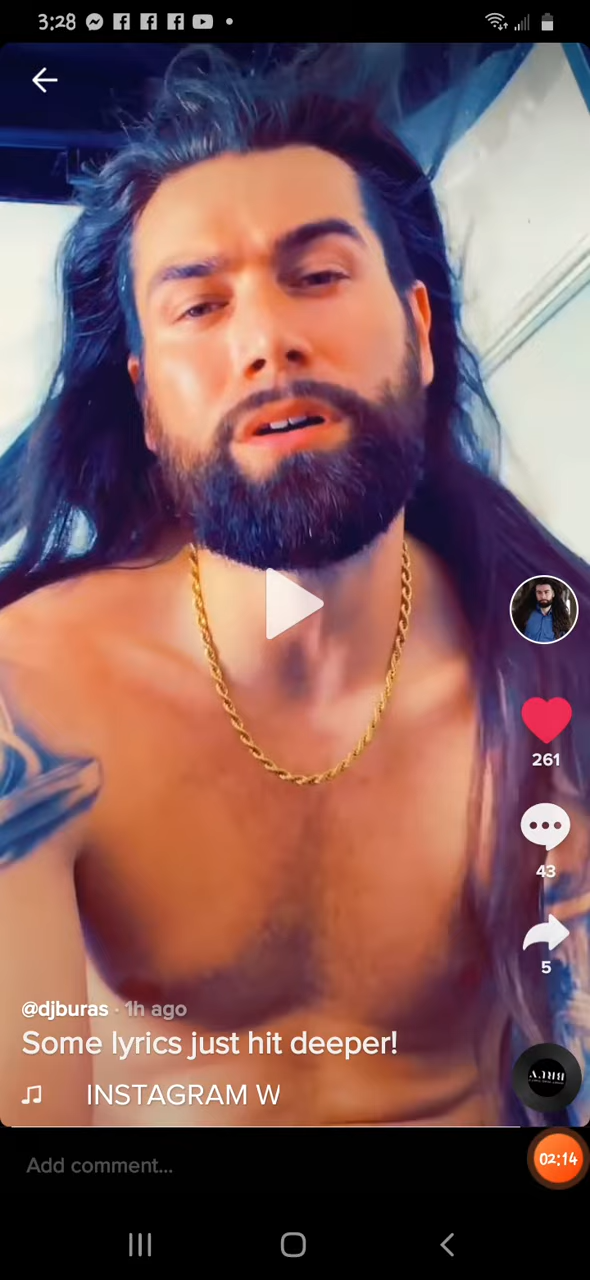 3:28
261
43
5
@djburas · 1h ago
Some lyrics just hit deeper!
INSTAGRAM W
Add comment...
02:14